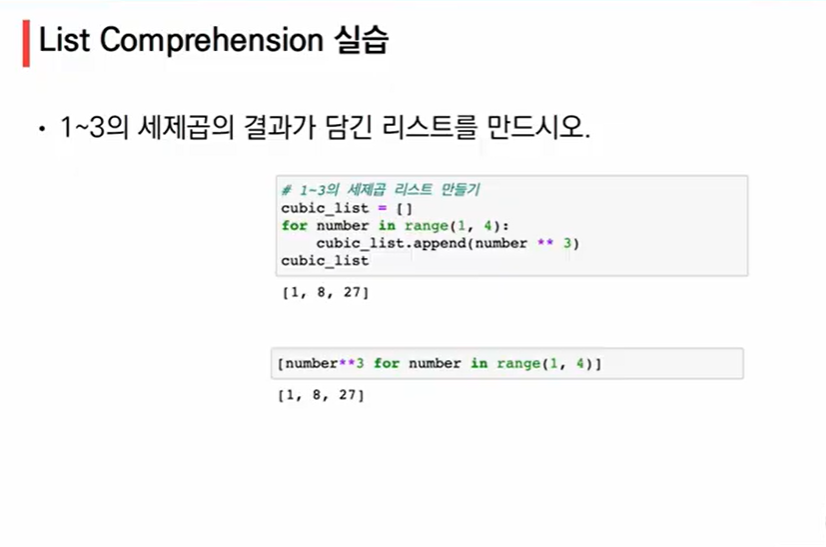 List Comprehension 실습
• 1~3의 세제곱의 결과가 담긴 리스트를 만드시오.
# 1~3의 세제곱 리스트 만들기
cubic_list = []
for number in range(1, 4):
    cubic_list.append(number ** 3)
cubic_list
[1, 8, 27]
[number**3 for number in range(1, 4)]
[1, 8, 27]